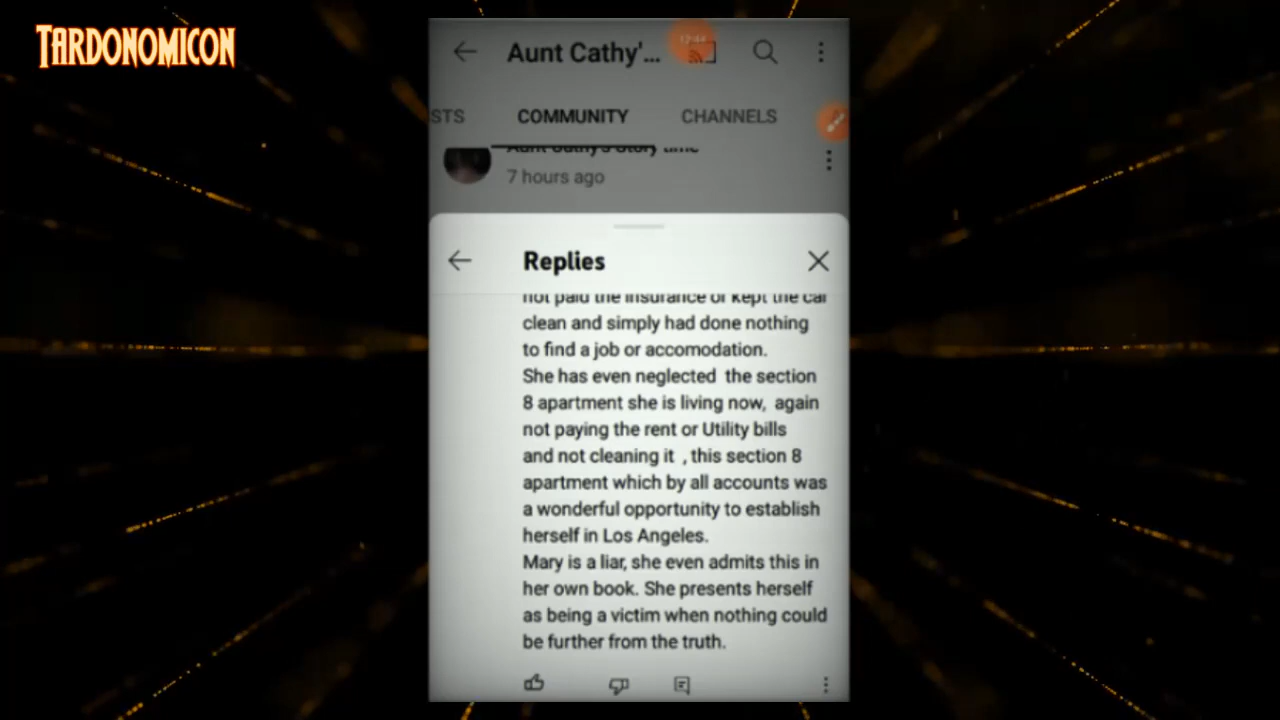 TARDONOMICON
Aunt Cathy'...
12:44
STS
COMMUNITY
CHANNELS
Aunt Cathy's Story time
7 hours ago
Replies
not paid the insurance or kept the car
clean and simply had done nothing
to find a job or accomodation.
She has even neglected the section
8 apartment she is living now, again
not paying the rent or Utility bills
and not cleaning it , this section 8
apartment which by all accounts was
a wonderful opportunity to establish
herself in Los Angeles.
Mary is a liar, she even admits this in
her own book. She presents herself
as being a victim when nothing could
be further from the truth.